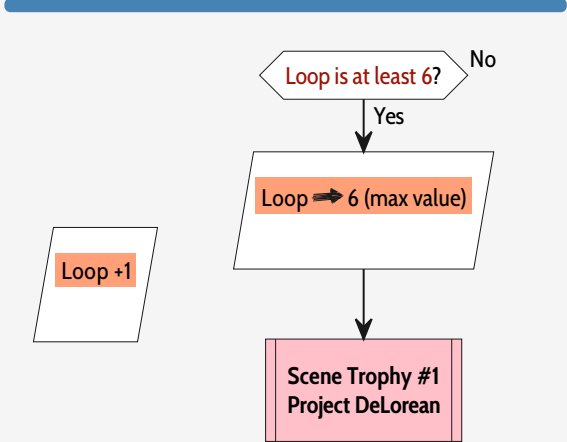 Loop is at least 6?
No
Yes
Loop ➡ 6 (max value)
Loop +1
Scene Trophy #1
Project DeLorean